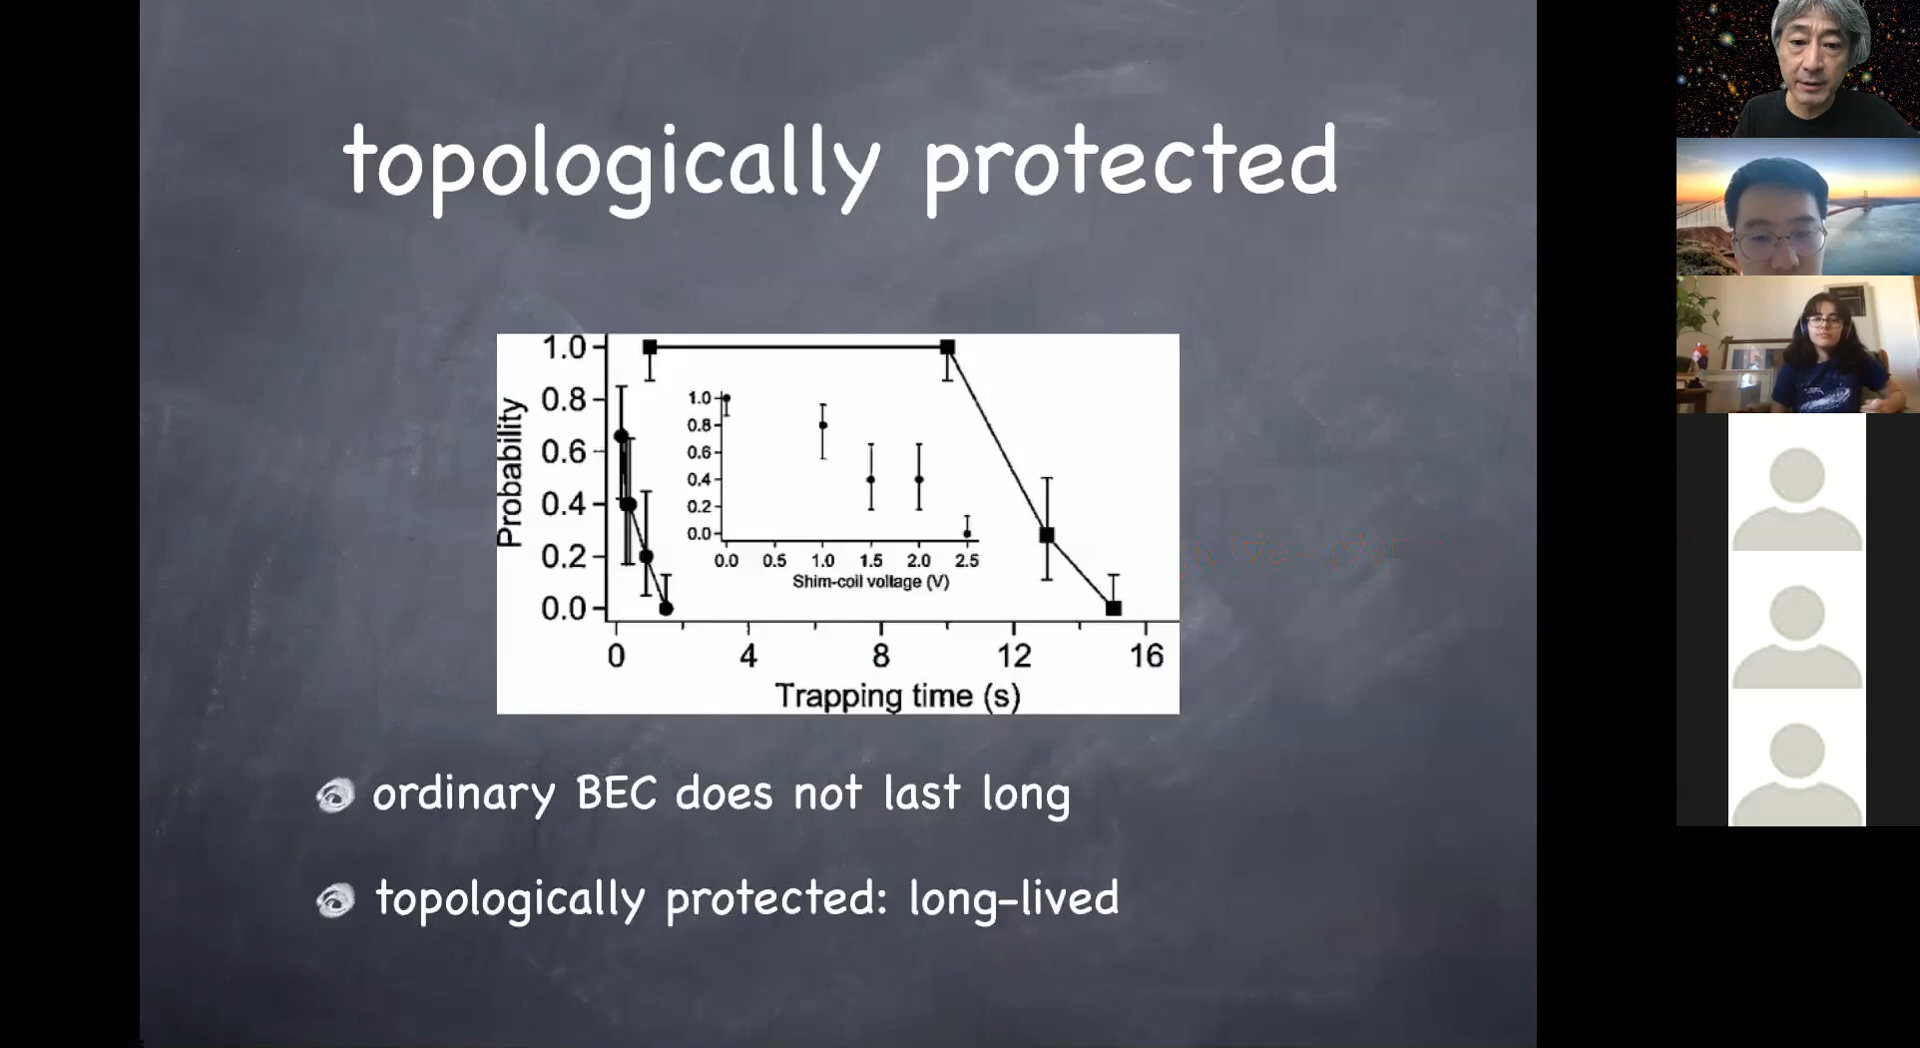 topologically protected
1.0
0.8
0.6
0.4
0.2
0.0
Probability
1.0
0.8
0.6
0.4
0.2
0.0
0.0 0.5 1.0 1.5 2.0 2.5
Shim-coil voltage (V)
0 4 8 12 16
Trapping time (s)
ordinary BEC does not last long
topologically protected: long-lived